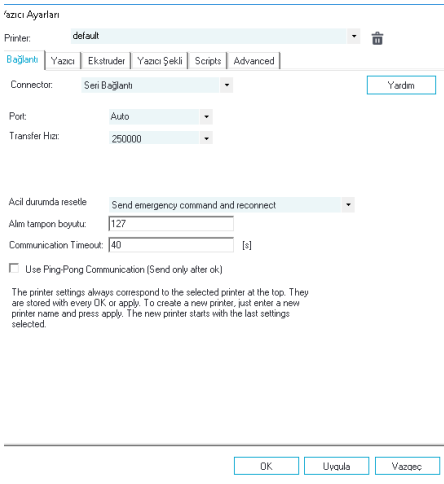 Yazıcı Ayarları
Printer: default
Bağlantı Yazıcı Ekstruder Yazıcı Şekli Scripts Advanced
Connector: Seri Bağlantı Yardım
Port: Auto
Transfer Hızı: 250000
Acil durumda resetle Send emergency command and reconnect
Alım tampon boyutu: 127
Communication Timeout: 40 [s]
Use Ping-Pong Communication (Send only after ok)
The printer settings always correspond to the selected printer at the top. They
are stored with every OK or apply. To create a new printer, just enter a new
printer name and press apply. The new printer starts with the last settings
selected.
OK Uygula Vazgeç